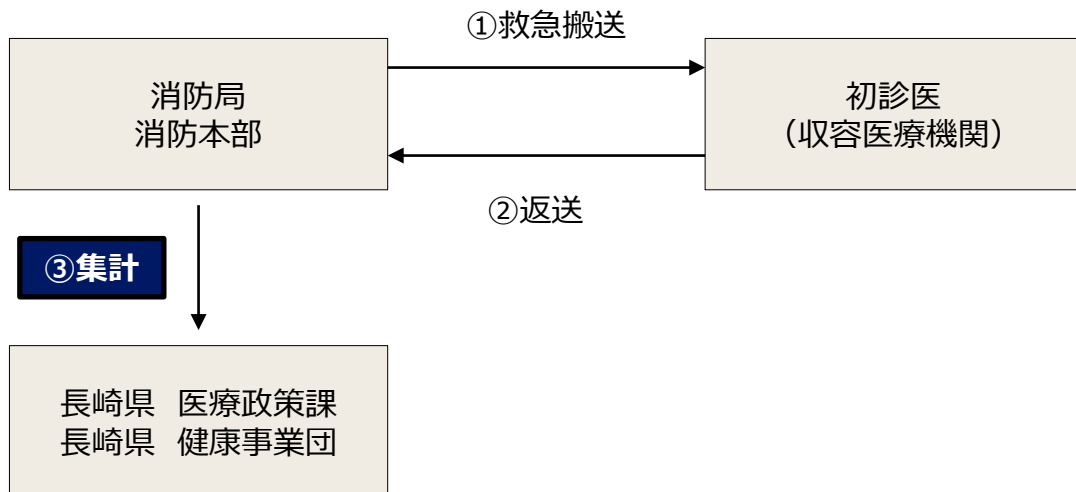 ①救急搬送
消防局
消防本部
初診医
（収容医療機関）
②返送
③集計
長崎県　医療政策課
長崎県　健康事業団